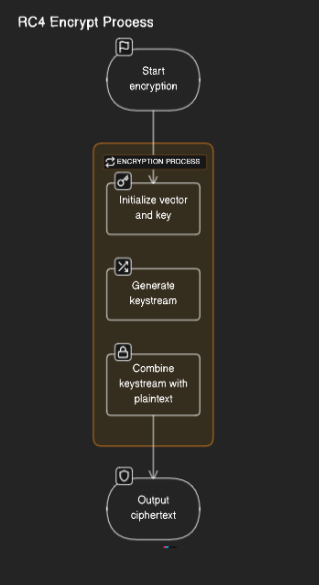 RC4 Encrypt Process
Start
encryption
ENCRYPTION PROCESS
Initialize vector
and key
Generate
keystream
Combine
keystream with
plaintext
Output
ciphertext